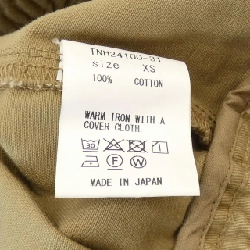 SIZE XS
100% COTTON
WARM IRON WITH A
COVER CLOTH.
MADE IN JAPAN